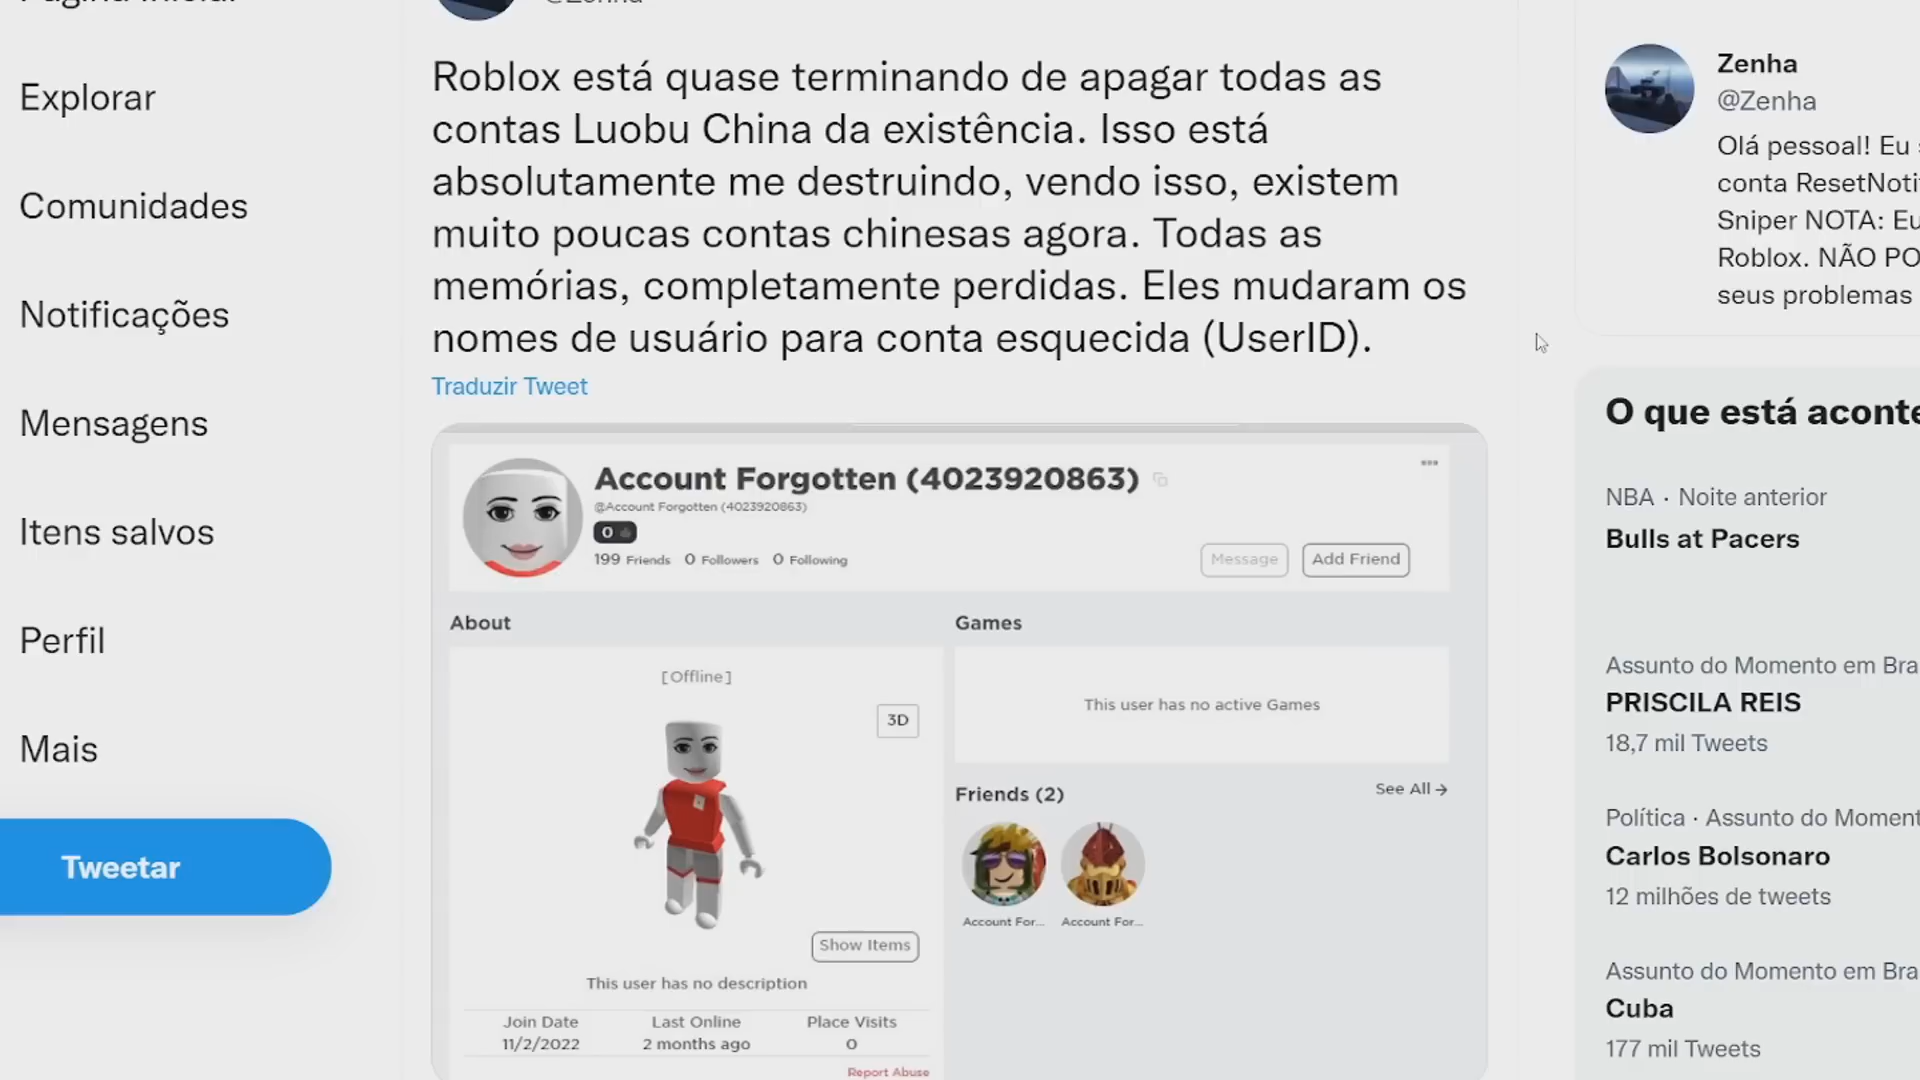 Explorar
Comunidades
Notificações
Mensagens
Itens salvos
Perfil
Mais
Tweetar
@Zenha
Roblox está quase terminando de apagar todas as
contas Luobu China da existência. Isso está
absolutamente me destruindo, vendo isso, existem
muito poucas contas chinesas agora. Todas as
memórias, completamente perdidas. Eles mudaram os
nomes de usuário para conta esquecida (UserID).
Traduzir Tweet
Account Forgotten (4023920863)
@Account Forgotten (4023920863)
0
199 Friends 0 Followers 0 Following
Message
Add Friend
About
[Offline]
3D
Show Items
This user has no description
Join Date Last Online Place Visits
11/2/2022 2 months ago 0
Report Abuse
Games
This user has no active Games
Friends (2)
See All →
Account For... Account For...
Zenha
@Zenha
Olá pessoal! Eu
conta ResetNoti
Sniper NOTA: Eu
Roblox. NÃO PO
seus problemas
O que está aconte
NBA · Noite anterior
Bulls at Pacers
Assunto do Momento em Bra
PRISCILA REIS
18,7 mil Tweets
Política · Assunto do Moment
Carlos Bolsonaro
12 milhões de tweets
Assunto do Momento em Bra
Cuba
177 mil Tweets